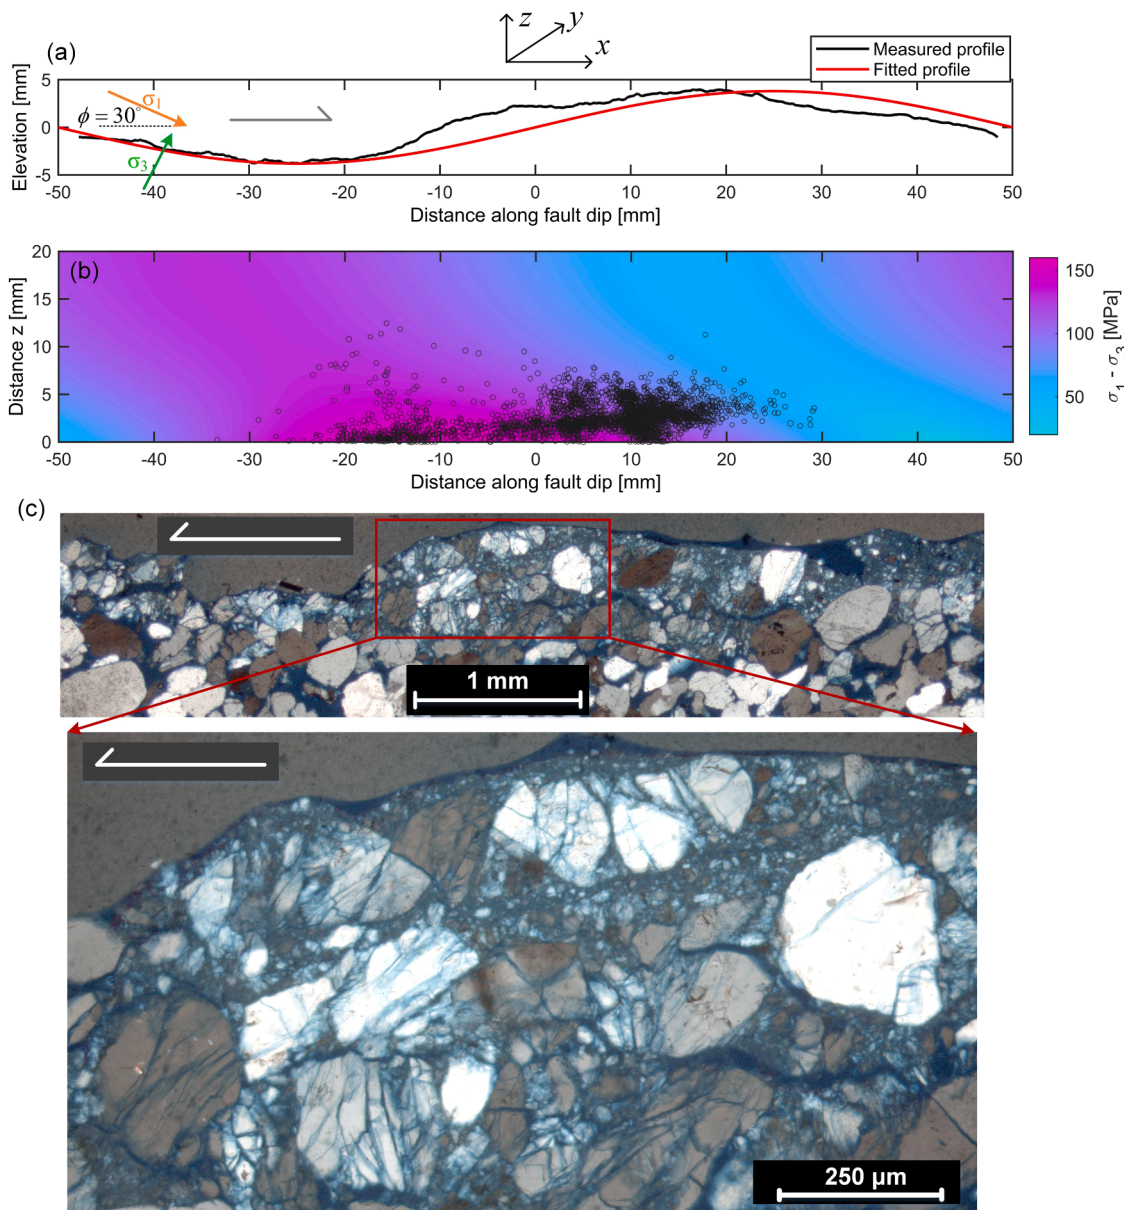 z
y
x
(a)
Measured profile
Fitted profile
Elevation [mm]
5
0
-5
σ1
ϕ = 30°
σ3
-50 -40 -30 -20 -10 0 10 20 30 40 50
Distance along fault dip [mm]
(b)
Distance z [mm]
20
10
5
0
150
100
50
σ1 - σ3 [MPa]
-50 -40 -30 -20 -10 0 10 20 30 40 50
Distance along fault dip [mm]
(c)
1 mm
250 µm